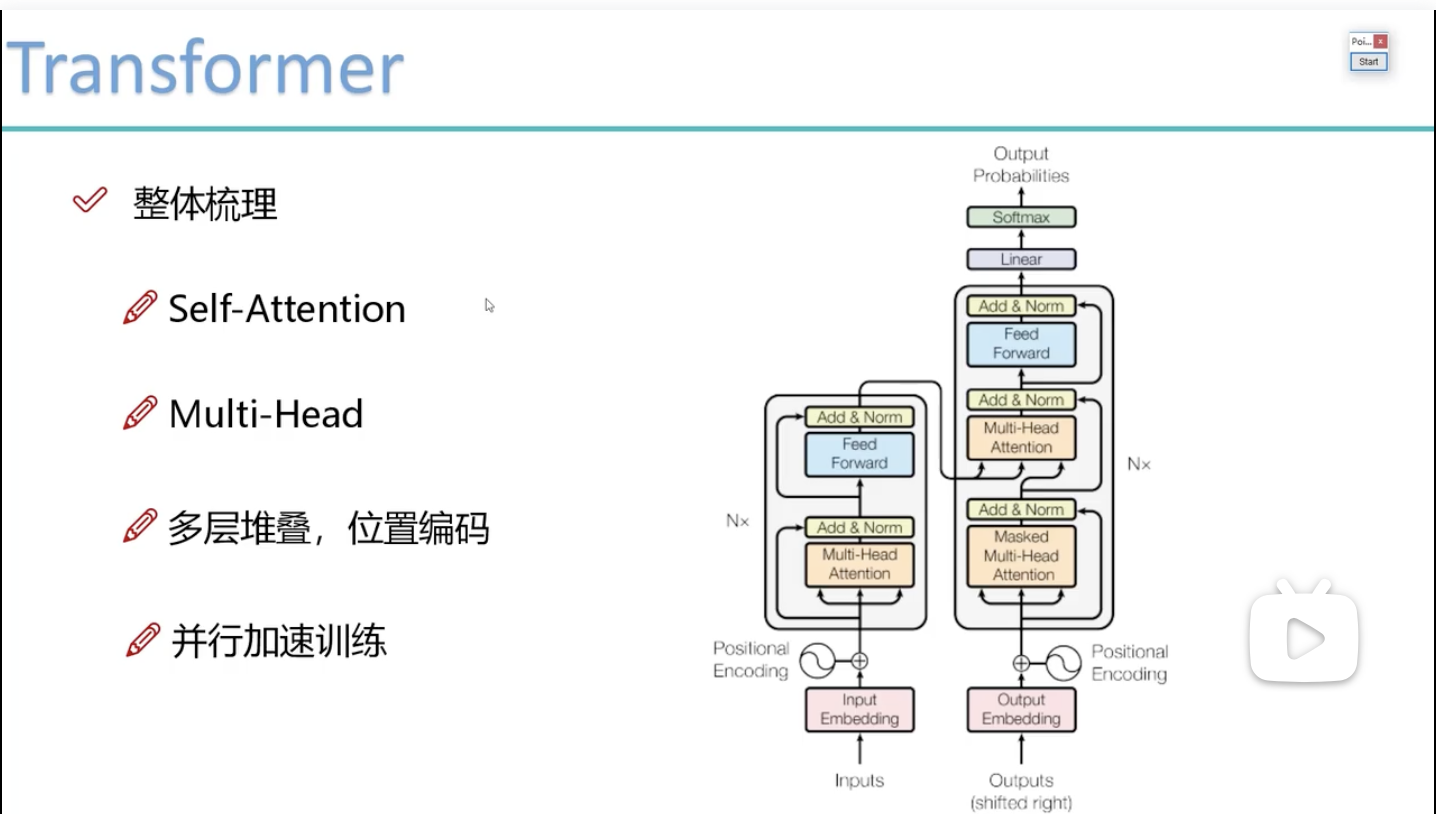 Transformer
Poi...
x
Start
整体梳理
Self-Attention
Multi-Head
多层堆叠，位置编码
并行加速训练
Output
Probabilities
Softmax
Linear
Add & Norm
Feed
Forward
Add & Norm
Multi-Head
Attention
Nx
Add & Norm
Masked
Multi-Head
Attention
Add & Norm
Feed
Forward
Nx
Add & Norm
Multi-Head
Attention
Positional
Encoding
Positional
Encoding
Input
Embedding
Output
Embedding
Inputs
Outputs
(shifted right)